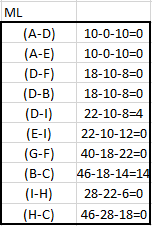 ML
(A-D) 10-0-10=0
(A-E) 10-0-10=0
(D-F) 18-10-8=0
(D-B) 18-10-8=0
(D-I) 22-10-8=4
(E-I) 22-10-12=0
(G-F) 40-18-22=0
(B-C) 46-18-14=14
(I-H) 28-22-6=0
(H-C) 46-28-18=0